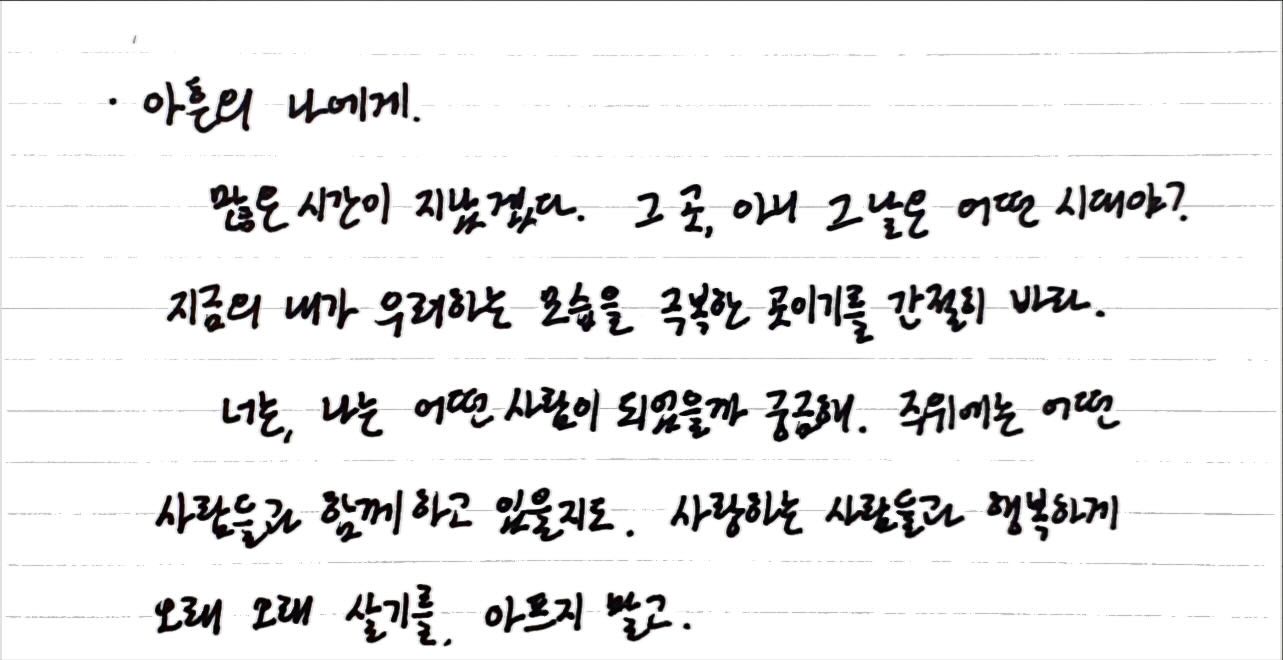 · 아흔의 나에게.
많은 시간이 지났겠다. 그 곳, 아니 그날은 어떤 시대야?
지금의 내가 우려하는 모습을 극복한 곳이기를 간절히 바라.
너는, 나는 어떤 사람이 되었을까 궁금해. 주위에는 어떤
사람들과 함께하고 있을지도. 사랑하는 사람들과 행복하게
오래 오래 살기를, 아프지 말고.